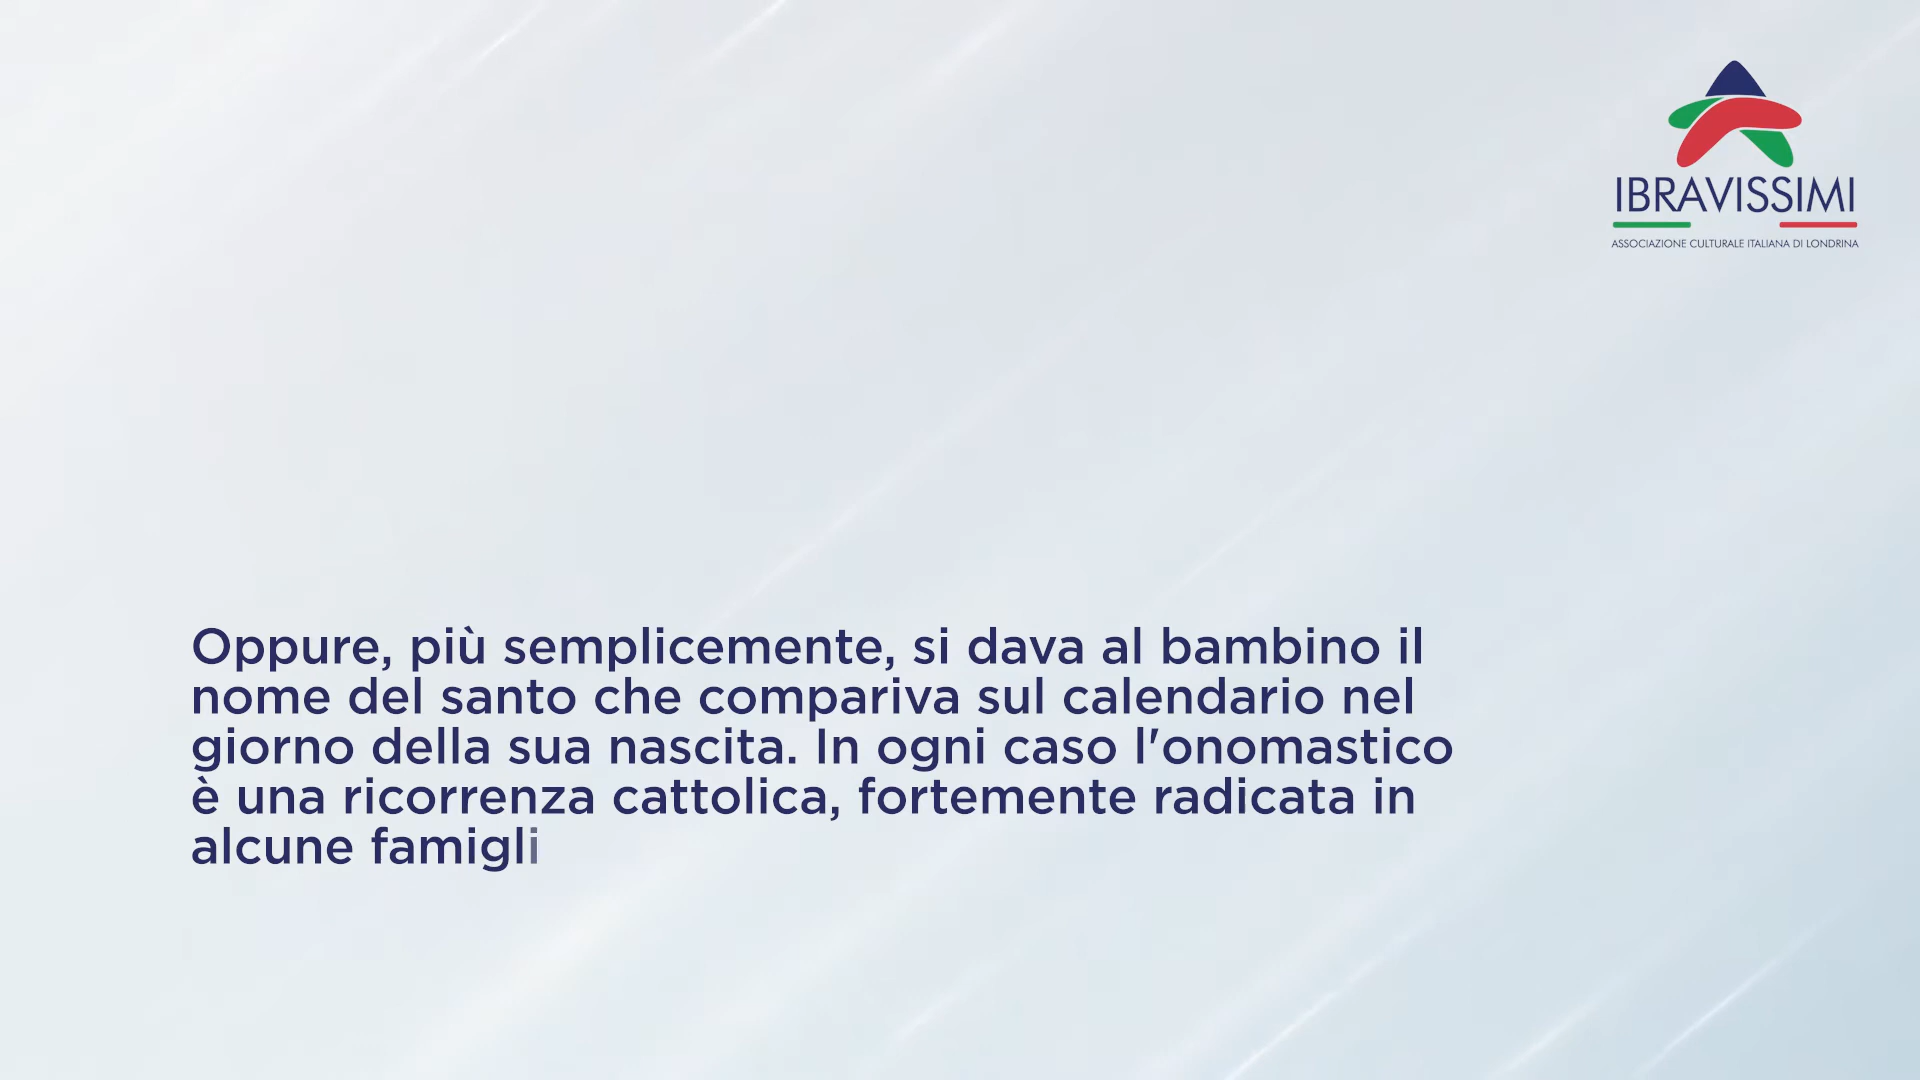 IBRAVISSIMI
ASSOCIAZIONE CULTURALE ITALIANA DI LONDRINA
Oppure, più semplicemente, si dava al bambino il
nome del santo che compariva sul calendario nel
giorno della sua nascita. In ogni caso l'onomastico
è una ricorrenza cattolica, fortemente radicata in
alcune famigli